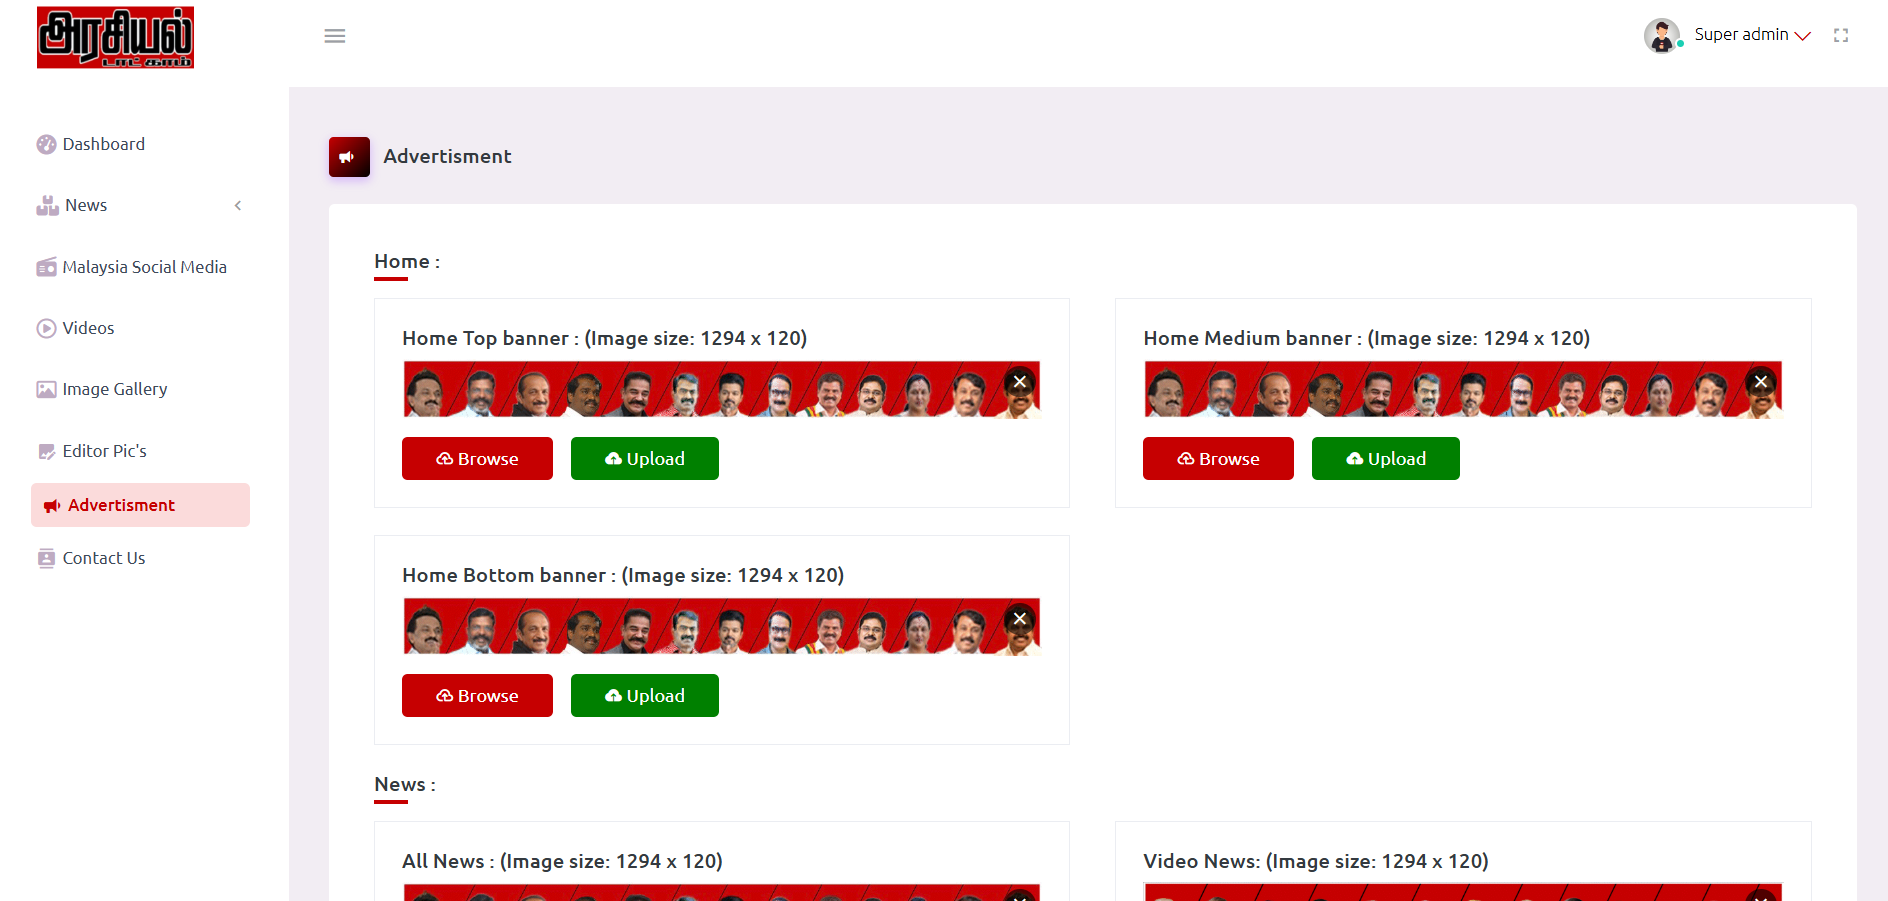 அரசியல்
டாட் காம்
Super admin
Dashboard
News
Malaysia Social Media
Videos
Image Gallery
Editor Pic's
Advertisment
Contact Us
Advertisment
Home :
Home Top banner : (Image size: 1294 x 120)
Browse Upload
Home Medium banner : (Image size: 1294 x 120)
Browse Upload
Home Bottom banner : (Image size: 1294 x 120)
Browse Upload
News :
All News : (Image size: 1294 x 120)
Video News: (Image size: 1294 x 120)